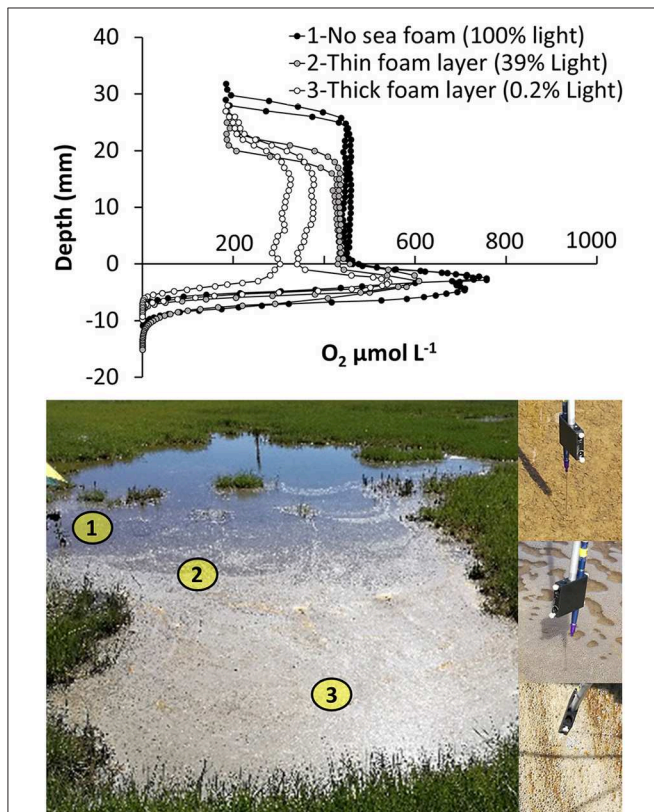 40
30
20
10
0
-10
-20
Depth (mm)
1-No sea foam (100% light)
2-Thin foam layer (39% Light)
3-Thick foam layer (0.2% Light)
200 400 600 800 1000
O₂ µmol L⁻¹
1
2
3